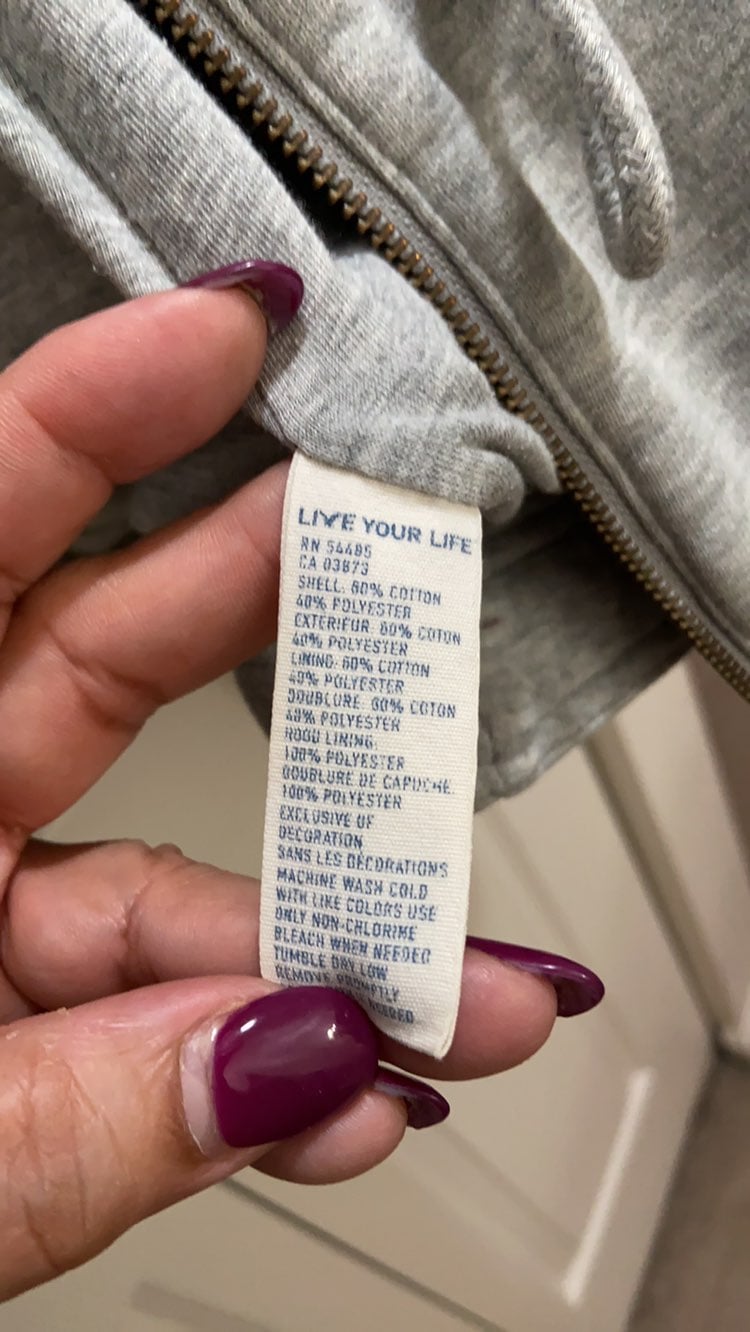 LIVE YOUR LIFE
RN 54485
CA 03873
SHELL: 60% COTTON
40% POLYESTER
EXTERIEUR: 60% COTON
40% POLYESTER
LINING: 60% COTTON
40% POLYESTER
DOUBLURE: 60% COTON
40% POLYESTER
HOOD LINING:
100% POLYESTER
DOUBLURE DE CAPUCHE:
100% POLYESTER
EXCLUSIVE OF
DECORATION
SANS LES DÉCORATIONS
MACHINE WASH COLD
WITH LIKE COLORS USE
ONLY NON-CHLORINE
BLEACH WHEN NEEDED
TUMBLE DRY LOW
REMOVE PROMPTLY
NEEDED